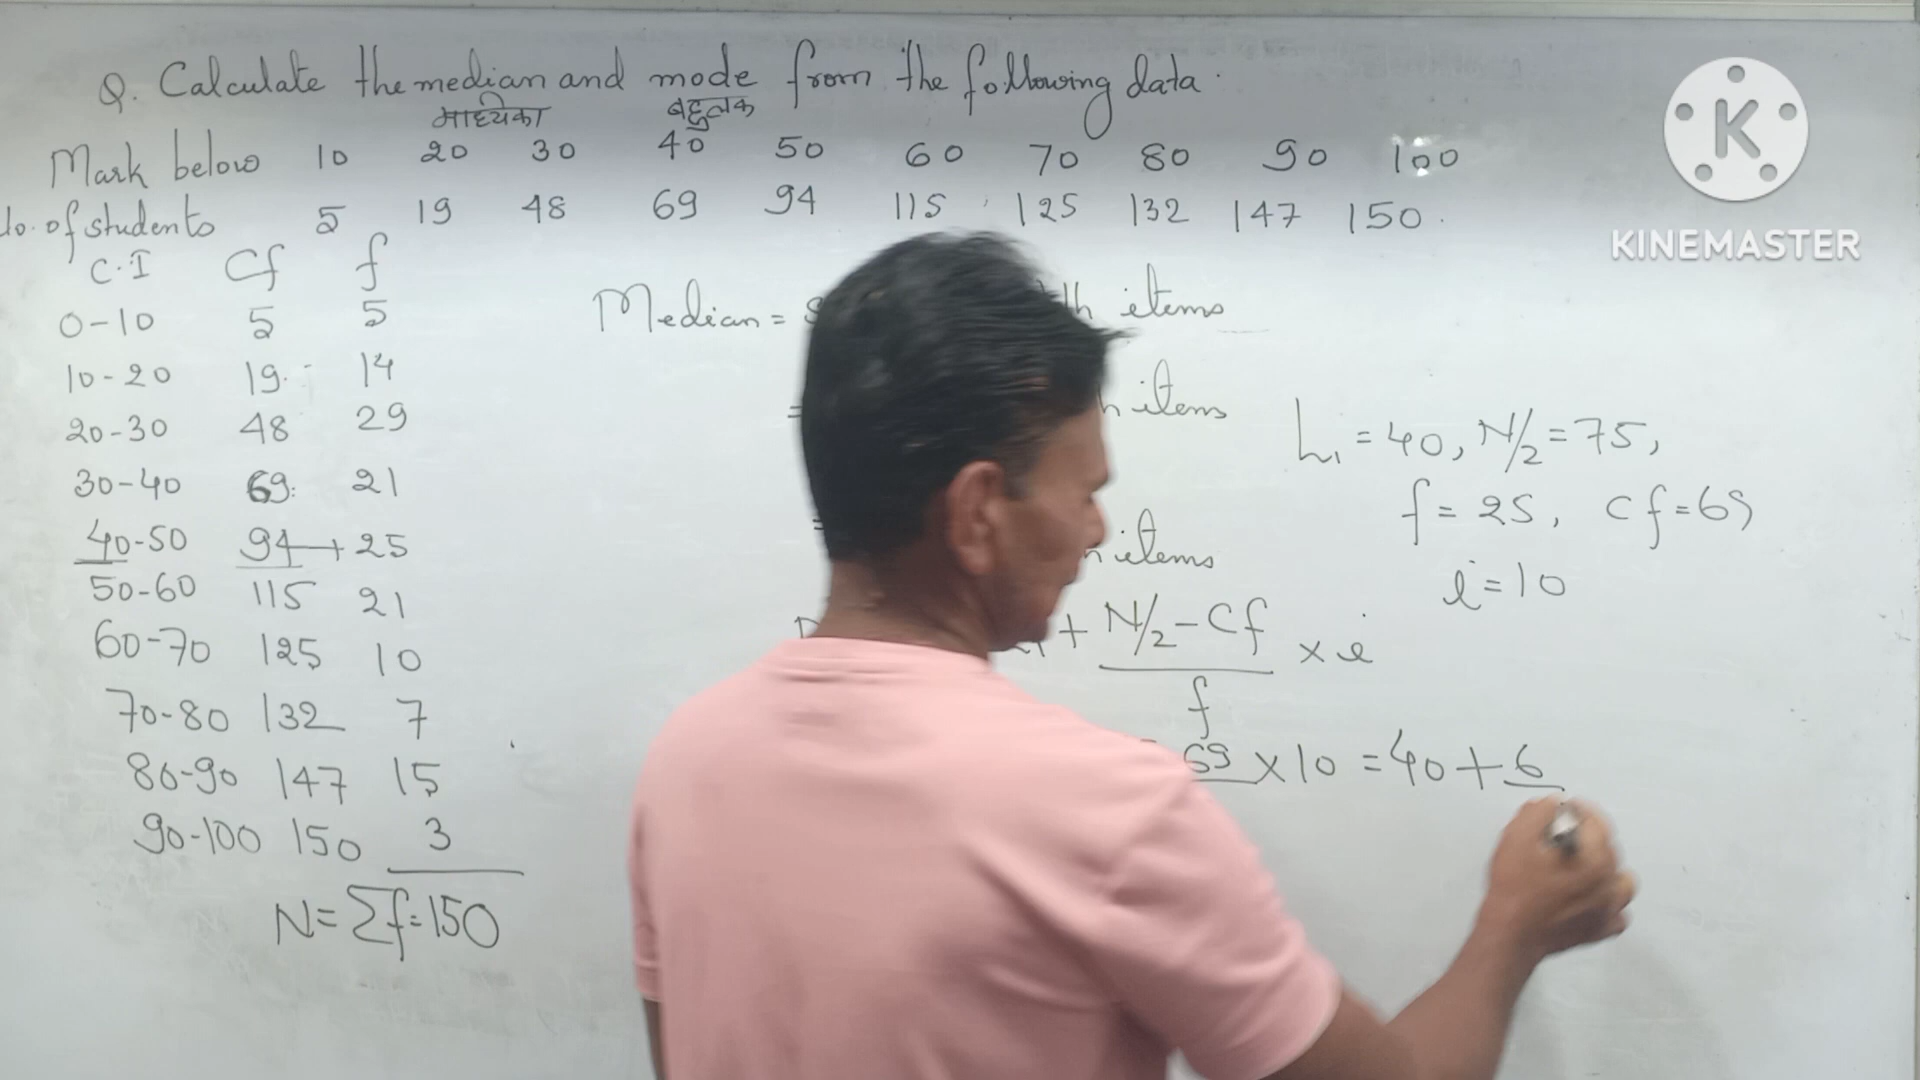 Q. Calculate the median and mode from the following data.
माध्यिका बहुलक
Mark below 10 20 30 40 50 60 70 80 90 100
No. of students 5 19 48 69 94 115 125 132 147 150.
C.I Cf f
0-10 5 5
10-20 19 14
20-30 48 29
30-40 69 21
40-50 94 25
50-60 115 21
60-70 125 10
70-80 132 7
80-90 147 15
90-100 150 3
N=Σf=150
Median = items
= items
items
+ N/2-Cf × i
f
69 ×10 =40+6
L1 =40, N/2=75,
f= 25, cf=69
i=10
K
KINEMASTER